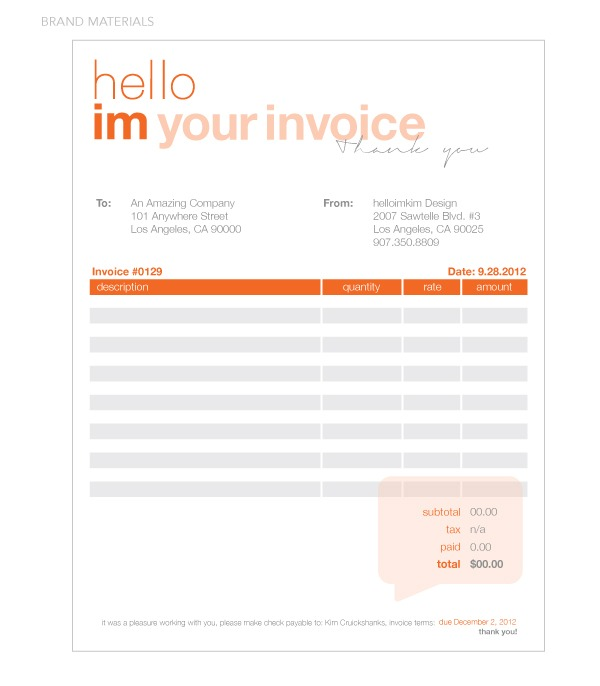 BRAND MATERIALS
hello
im your invoice
thank you
To: An Amazing Company
101 Anywhere Street
Los Angeles, CA 90000
From: helloimkim Design
2007 Sawtelle Blvd. #3
Los Angeles, CA 90025
907.350.8809
Invoice #0129 Date: 9.28.2012
description quantity rate amount
subtotal 00.00
tax n/a
paid 0.00
total $00.00
it was a pleasure working with you, please make check payable to: Kim Cruickshanks. invoice terms: due December 2, 2012
thank you!